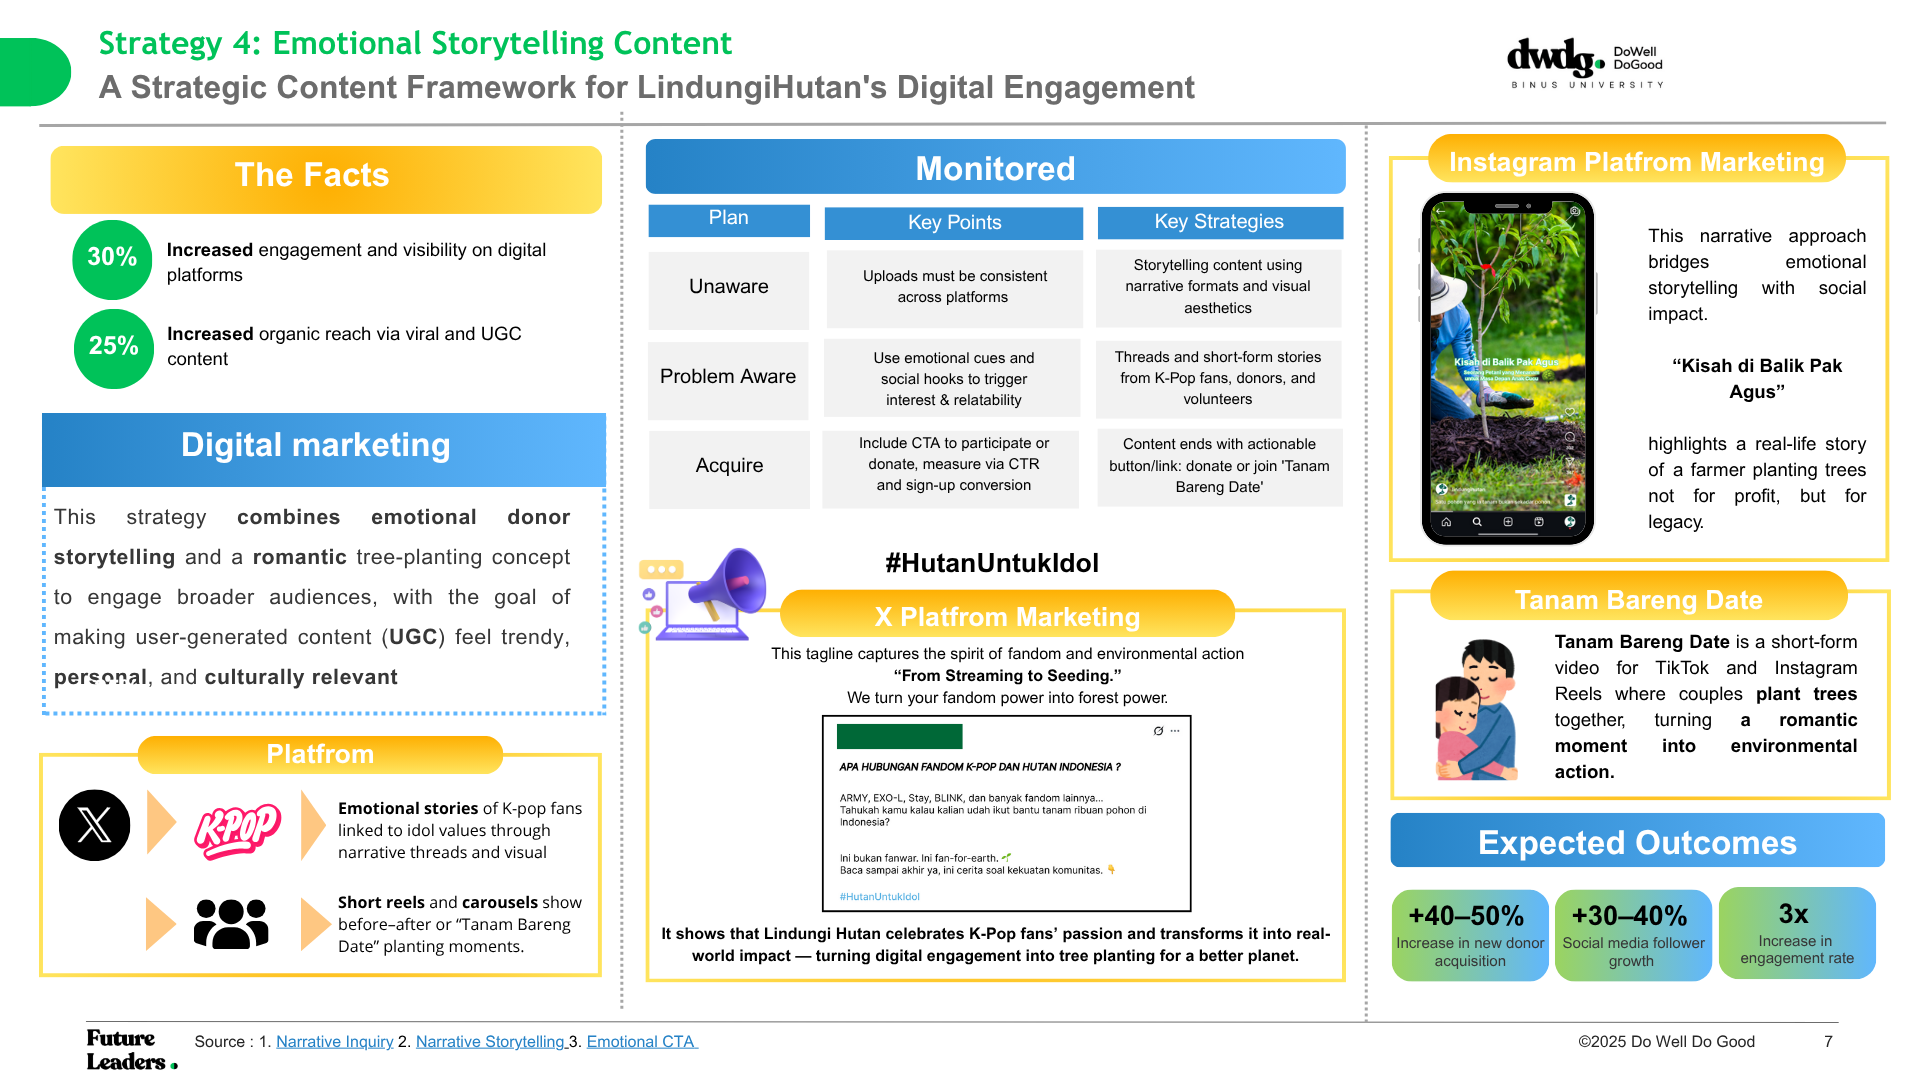 Strategy 4: Emotional Storytelling Content
A Strategic Content Framework for LindungiHutan's Digital Engagement
dwdg.
DoWell
DoGood
BINUS UNIVERSITY
The Facts
30%
Increased engagement and visibility on digital
platforms
25%
Increased organic reach via viral and UGC
content
Digital marketing
This strategy combines emotional donor
storytelling and a romantic tree-planting concept
to engage broader audiences, with the goal of
making user-generated content (UGC) feel trendy,
personal, and culturally relevant
Platfrom
K-POP
Emotional stories of K-pop fans
linked to idol values through
narrative threads and visual
Short reels and carousels show
before–after or “Tanam Bareng
Date” planting moments.
Monitored
Plan
Key Points
Key Strategies
Unaware
Uploads must be consistent
across platforms
Storytelling content using
narrative formats and visual
aesthetics
Problem Aware
Use emotional cues and
social hooks to trigger
interest & relatability
Threads and short-form stories
from K-Pop fans, donors, and
volunteers
Acquire
Include CTA to participate or
donate, measure via CTR
and sign-up conversion
Content ends with actionable
button/link: donate or join 'Tanam
Bareng Date'
#HutanUntukIdol
X Platfrom Marketing
This tagline captures the spirit of fandom and environmental action
“From Streaming to Seeding.”
We turn your fandom power into forest power.
APA HUBUNGAN FANDOM K-POP DAN HUTAN INDONESIA ?
ARMY, EXO-L, Stay, BLINK, dan banyak fandom lainnya...
Tahukah kamu kalau kalian udah ikut bantu tanam ribuan pohon di
Indonesia?
Ini bukan fanwar. Ini fan-for-earth. 🌱
Baca sampai akhir ya, ini cerita soal kekuatan komunitas. 👇
#HutanUntukIdol
It shows that Lindungi Hutan celebrates K-Pop fans’ passion and transforms it into real-
world impact — turning digital engagement into tree planting for a better planet.
Instagram Platfrom Marketing
Kisah di Balik Pak Agus
This narrative approach
bridges emotional
storytelling with social
impact.
“Kisah di Balik Pak
Agus”
highlights a real-life story
of a farmer planting trees
not for profit, but for
legacy.
Tanam Bareng Date
Tanam Bareng Date is a short-form
video for TikTok and Instagram
Reels where couples plant trees
together, turning a romantic
moment into environmental
action.
Expected Outcomes
+40–50%
Increase in new donor
acquisition
+30–40%
Social media follower
growth
3x
Increase in
engagement rate
Future
Leaders.
Source : 1. Narrative Inquiry 2. Narrative Storytelling 3. Emotional CTA
©2025 Do Well Do Good
7